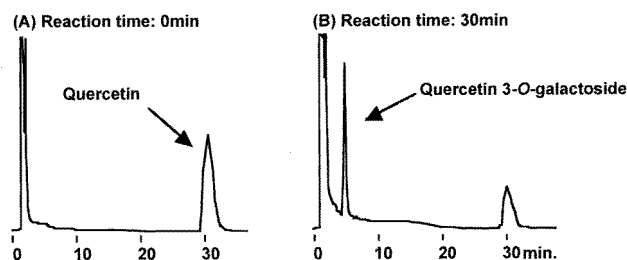 (A) Reaction time: 0min
Quercetin
0 10 20 30
(B) Reaction time: 30min
Quercetin 3-O-galactoside
0 10 20 30 min.